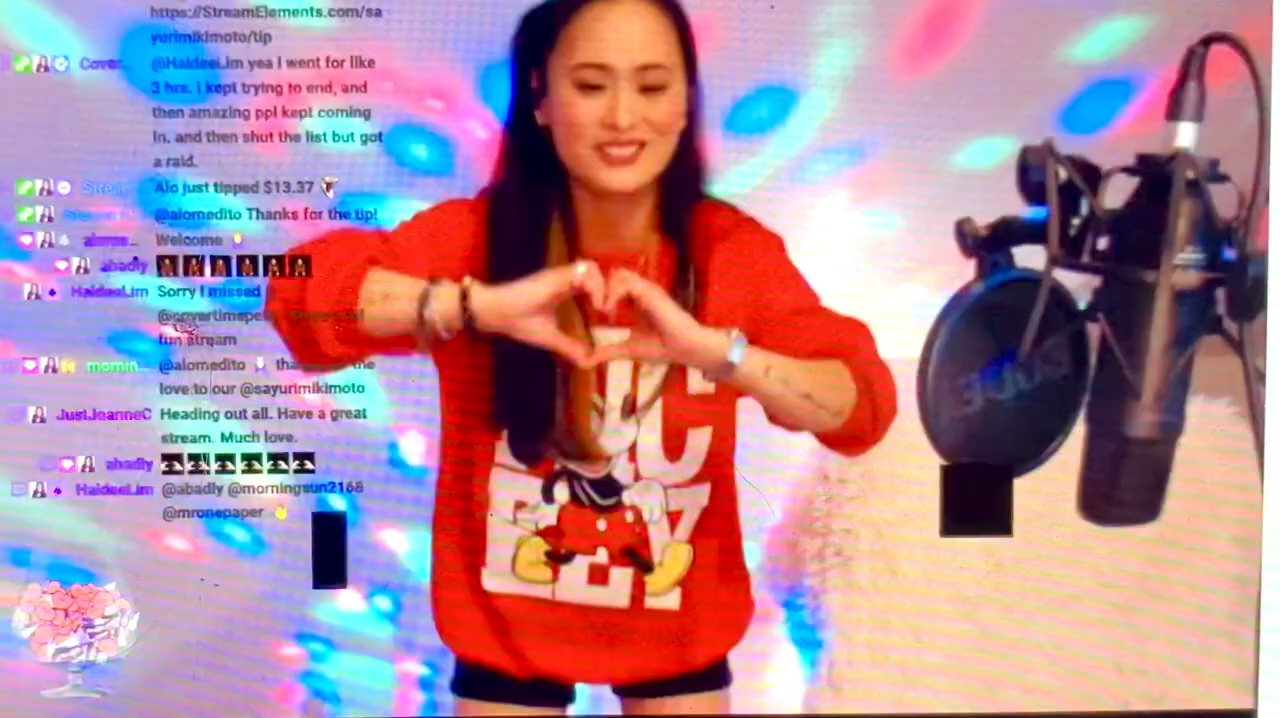 https://StreamElements.com/sa
yurimikimoto/tip
Cover... @HaideeLim yea I went for like
3 hrs. i kept trying to end, and
then amazing ppl kept coming
in. and then shut the list but got
a raid.
Alo just tipped $13.37
@alomedito Thanks for the tip!
Welcome
abadly
HaideeLim Sorry I missed
fun stream
mornin... @alomedito the
love to our @sayurimikimoto
JustJeanneC Heading out all. Have a great
stream. Much love.
abadly
HaideeLim @abadly @morningsun2168
@mronepaper